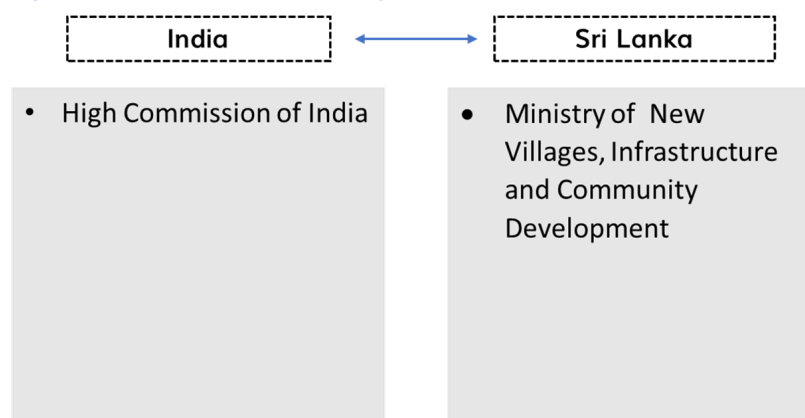 India
Sri Lanka
• High Commission of India
• Ministry of New
Villages, Infrastructure
and Community
Development